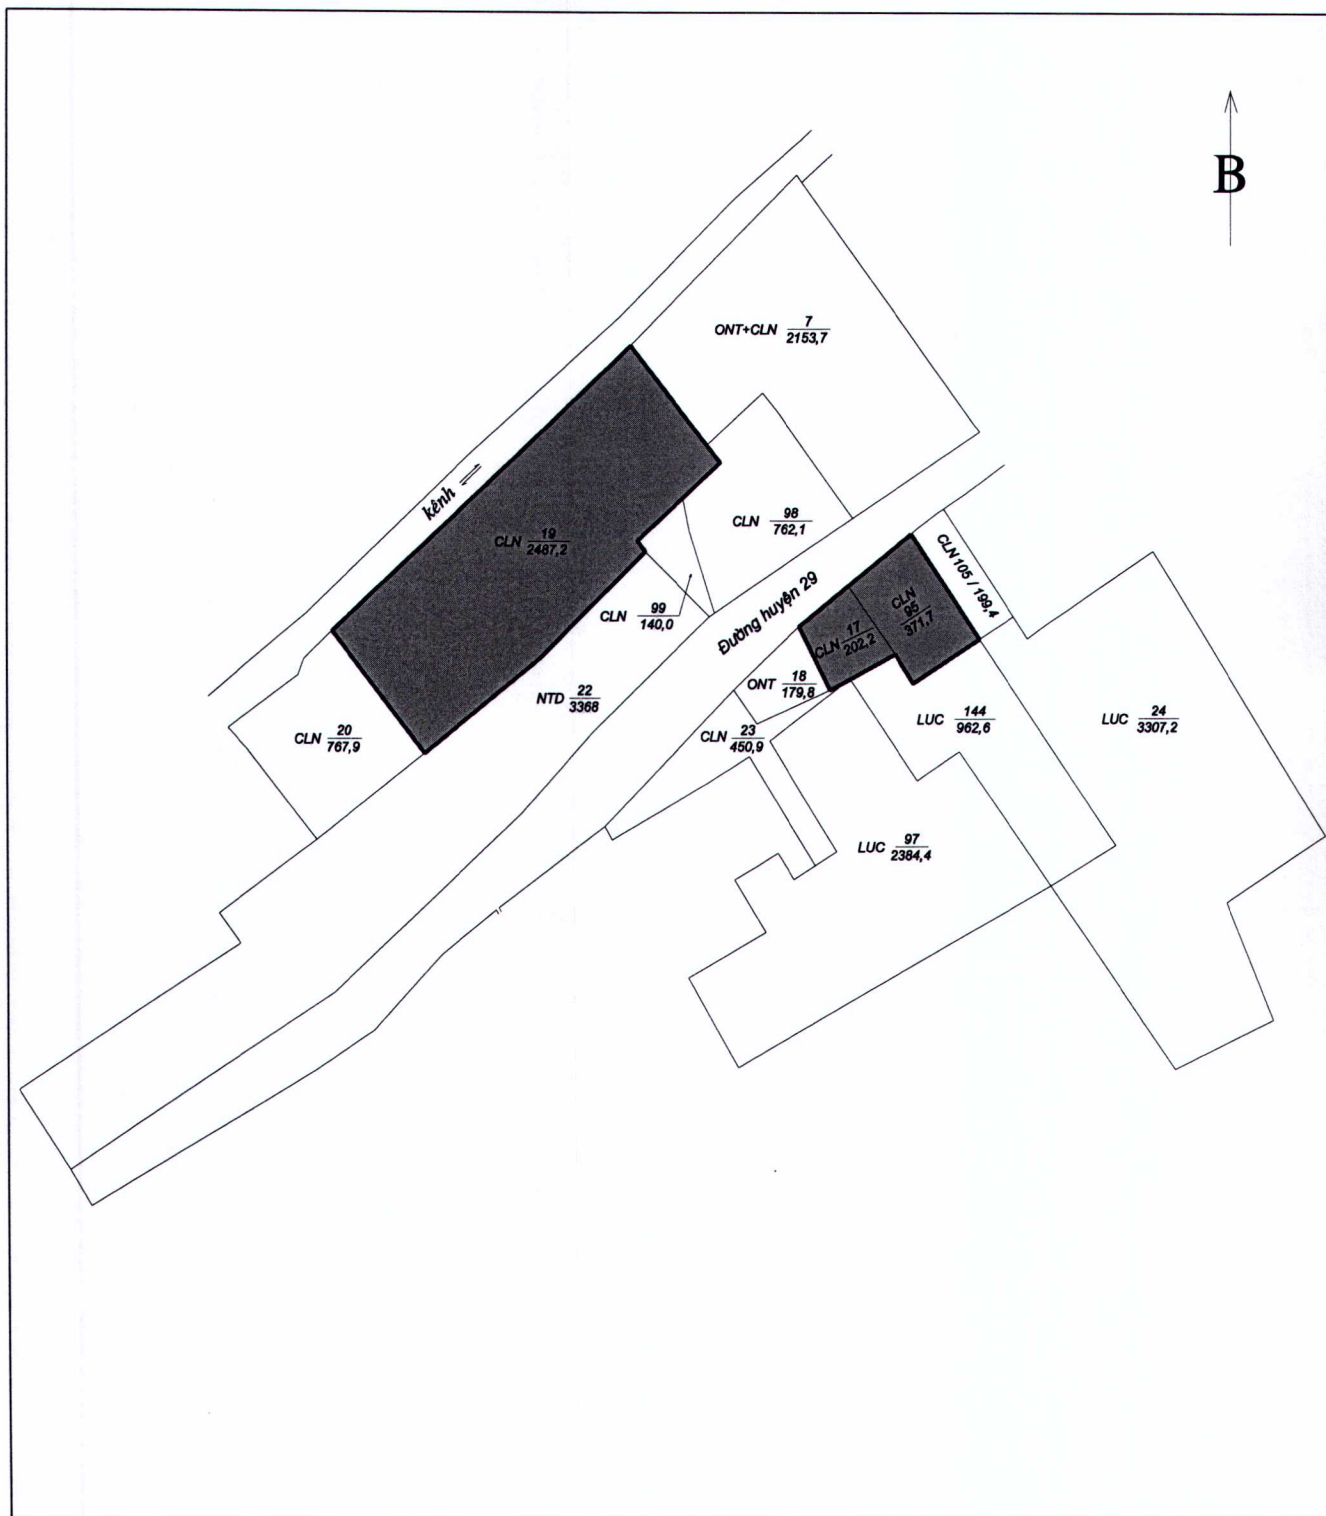 B
ONT+CLN 7
2153,7
kênh
CLN 19
2487,2
CLN 98
762,1
CLN 99
140,0
Đường huyện 29
CLN 105 / 199,4
CLN
95
371,7
CLN 17
202,2
ONT 18
179,8
NTD 22
3368
CLN 20
767,9
CLN 23
450,9
LUC 144
962,6
LUC 24
3307,2
LUC 97
2384,4